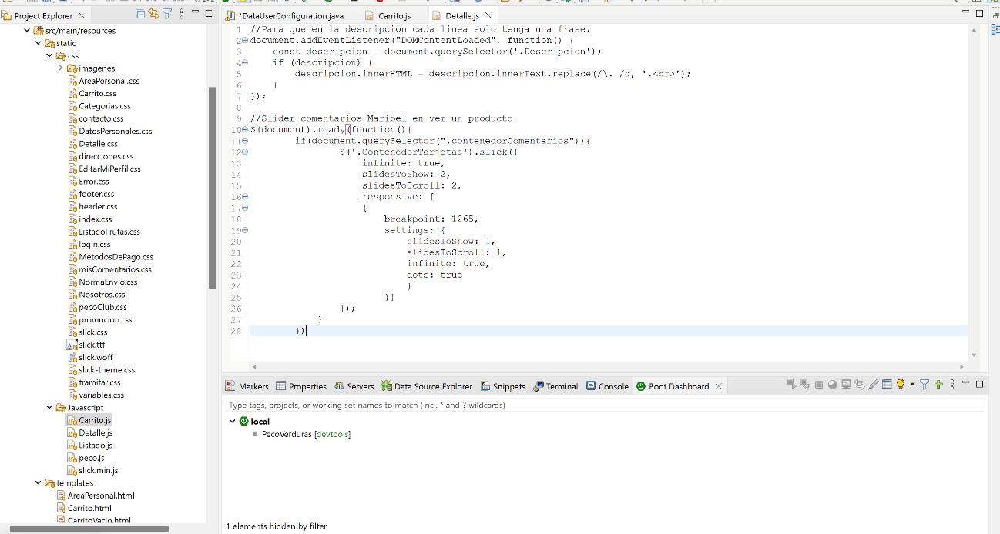 Project Explorer
src/main/resources
static
css
imagenes
AreaPersonal.css
Carrito.css
Categorias.css
contacto.css
DatosPersonales.css
Detalle.css
direcciones.css
EditarMiPerfil.css
Error.css
footer.css
header.css
index.css
ListadoFrutas.css
login.css
MetodosDePago.css
misComentarios.css
NormaEnvio.css
Nosotros.css
pecoClub.css
promocion.css
slick.css
slick.ttf
slick.woff
slick-theme.css
tramitar.css
variables.css
Javascript
Carrito.js
Detalle.js
Listado.js
peco.js
slick.min.js
templates
AreaPersonal.html
Carrito.html
CarritoVacio.html
*DataUserConfiguration.java Carrito.js Detalle.js
1 //Para que en la descripcion cada linea solo tenga una frase.
2 document.addEventListener("DOMContentLoaded", function() {
3 const descripcion = document.querySelector('.Descripcion');
4 if (descripcion) {
5 descripcion.innerHTML = descripcion.innerText.replace(/\. /g, '.<br>');
6 }
7 });
8
9 //Slider comentarios Maribel en ver un producto
10 $(document).ready(function(){
11 if(document.querySelector(".contenedorComentarios")){
12 $('.ContenedorTarjetas').slick({
13 infinite: true,
14 slidesToShow: 2,
15 slidesToScroll: 2,
16 responsive: [
17 {
18 breakpoint: 1265,
19 settings: {
20 slidesToShow: 1,
21 slidesToScroll: 1,
22 infinite: true,
23 dots: true
24 }
25 }]
26 });
27 }
28 })
Markers Properties Servers Data Source Explorer Snippets Terminal Console Boot Dashboard
Type tags, projects, or working set names to match (incl. * and ? wildcards)
local
PecoVerduras [devtools]
1 elements hidden by filter